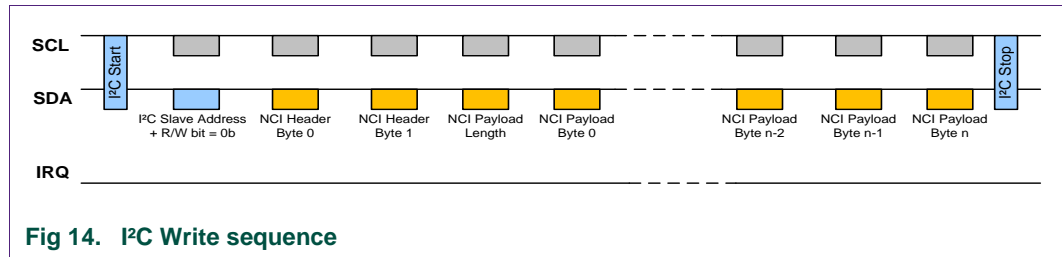 SCL
I²C Start
I²C Stop
SDA
I²C Slave Address
+ R/W bit = 0b
NCI Header
Byte 0
NCI Header
Byte 1
NCI Payload
Length
NCI Payload
Byte 0
NCI Payload
Byte n-2
NCI Payload
Byte n-1
NCI Payload
Byte n
IRQ
Fig 14. I²C Write sequence